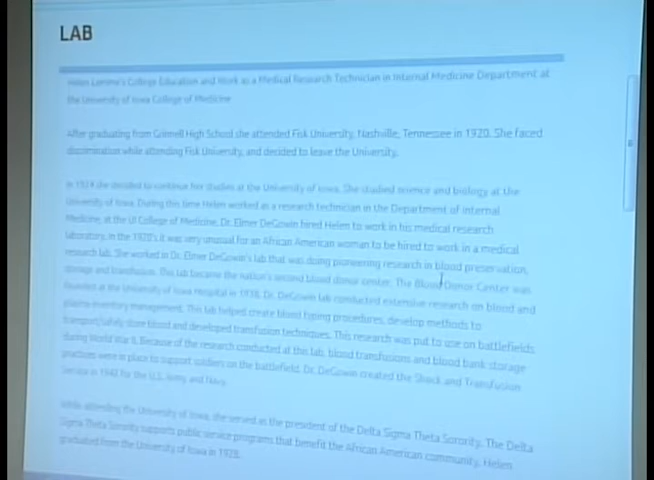 LAB
Helen Lemme's College Education and Work as a Medical Research Technician in Internal Medicine Department at
the University of Iowa College of Medicine
After graduating from Grinnell High School she attended Fisk University, Nashville, Tennessee in 1920. She faced
discrimination while attending Fisk University, and decided to leave the University.
In 1924 she decided to continue her studies at the University of Iowa. She studied science and biology at the
University of Iowa. During this time Helen worked as a research technician in the Department of Internal
Medicine, at the UI College of Medicine. Dr. Elmer DeGowin hired Helen to work in his medical research
laboratory. In the 1920's it was very unusual for an African American woman to be hired to work in a medical
research lab. She worked in Dr. Elmer DeGowin's lab that was doing pioneering research in blood preservation,
storage and transfusion. This lab became the nation's second blood donor center. The Blood Donor Center was
founded at the University of Iowa Hospital in 1938. Dr. DeGowin lab conducted extensive research on blood and
plasma inventory management. This lab helped create blood typing procedures, develop methods to
transport/safely store blood and developed transfusion techniques. This research was put to use on battlefields
during World War II. Because of the research conducted at this lab, blood transfusions and blood bank storage
practices were in place to support soldiers on the battlefield. Dr. DeGowin created the Shock and Transfusion
Service in 1942 for the U.S. Army and Navy.
While attending the University of Iowa, she served as the president of the Delta Sigma Theta Sorority. The Delta
Sigma Theta Sorority supports public service programs that benefit the African American community. Helen
graduated from the University of Iowa in 1928.